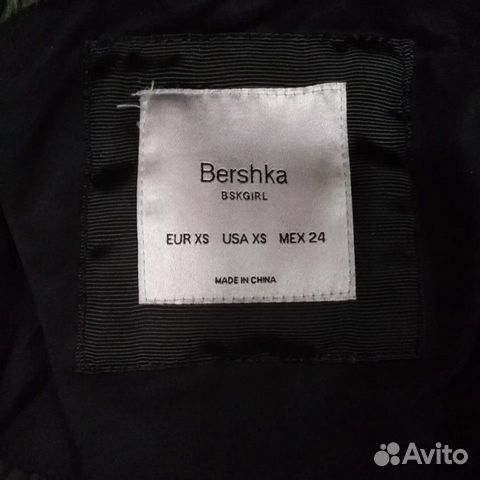 Bershka
BSKGIRL
EUR XS USA XS MEX 24
MADE IN CHINA
Avito